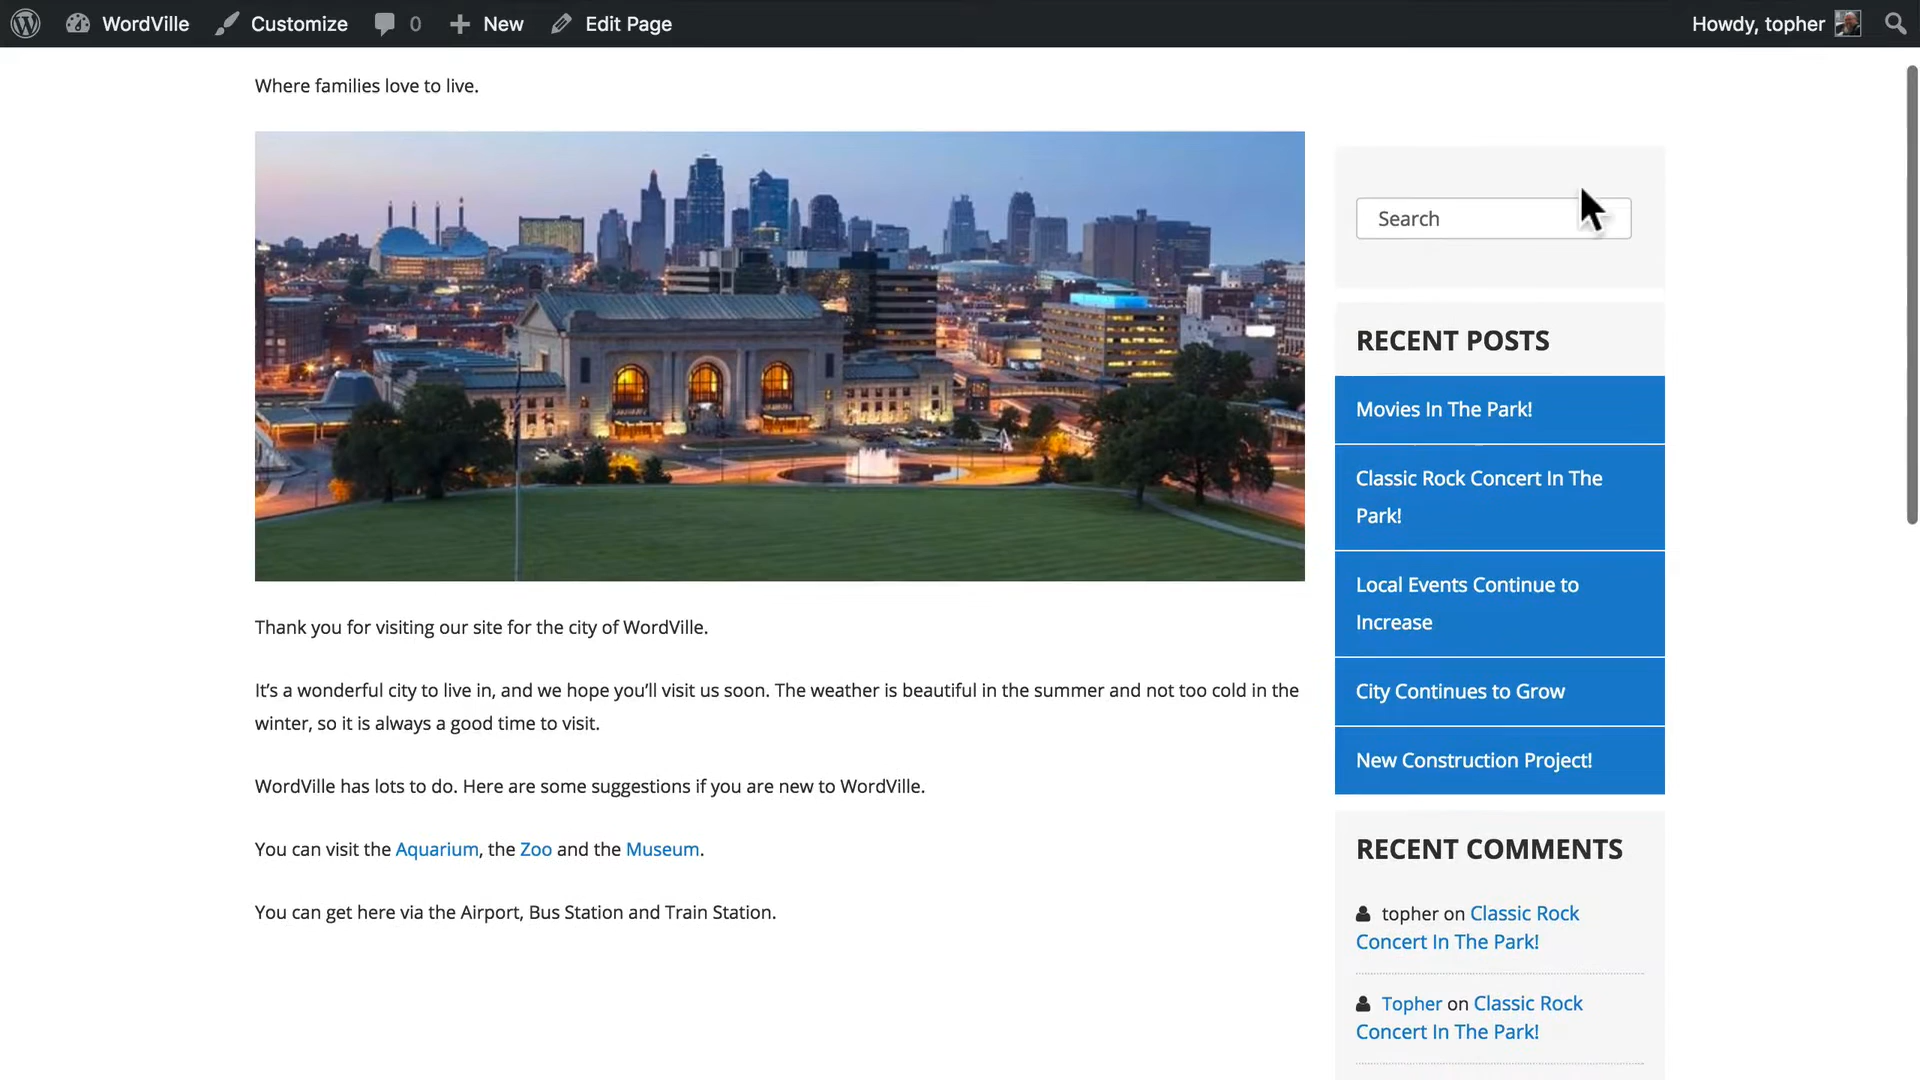 WordVille Customize 0 New Edit Page Howdy, topher
Where families love to live.
Thank you for visiting our site for the city of WordVille.
It’s a wonderful city to live in, and we hope you’ll visit us soon. The weather is beautiful in the summer and not too cold in the
winter, so it is always a good time to visit.
WordVille has lots to do. Here are some suggestions if you are new to WordVille.
You can visit the Aquarium, the Zoo and the Museum.
You can get here via the Airport, Bus Station and Train Station.
Search
RECENT POSTS
Movies In The Park!
Classic Rock Concert In The
Park!
Local Events Continue to
Increase
City Continues to Grow
New Construction Project!
RECENT COMMENTS
topher on Classic Rock
Concert In The Park!
Topher on Classic Rock
Concert In The Park!